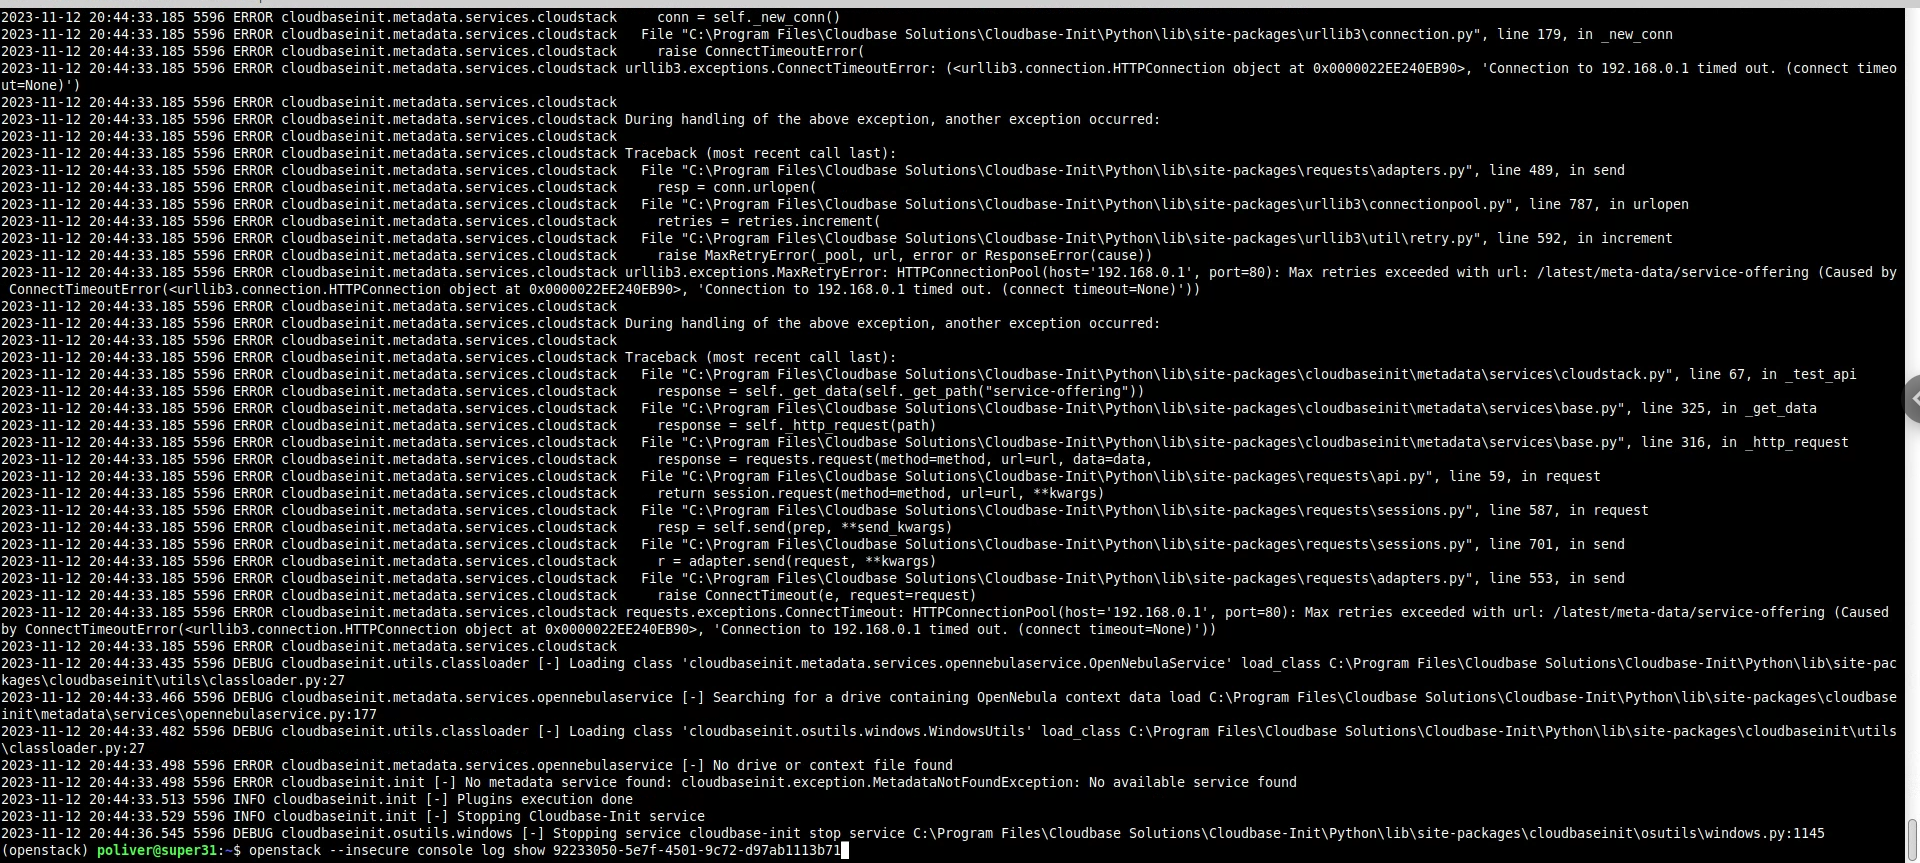 2023-11-12 20:44:33.185 5596 ERROR cloudbaseinit.metadata.services.cloudstack     conn = self._new_conn()
2023-11-12 20:44:33.185 5596 ERROR cloudbaseinit.metadata.services.cloudstack   File "C:\Program Files\Cloudbase Solutions\Cloudbase-Init\Python\lib\site-packages\urllib3\connection.py", line 179, in _new_conn
2023-11-12 20:44:33.185 5596 ERROR cloudbaseinit.metadata.services.cloudstack     raise ConnectTimeoutError(
2023-11-12 20:44:33.185 5596 ERROR cloudbaseinit.metadata.services.cloudstack urllib3.exceptions.ConnectTimeoutError: (<urllib3.connection.HTTPConnection object at 0x0000022EE240EB90>, 'Connection to 192.168.0.1 timed out. (connect timeo
ut=None)')
2023-11-12 20:44:33.185 5596 ERROR cloudbaseinit.metadata.services.cloudstack
2023-11-12 20:44:33.185 5596 ERROR cloudbaseinit.metadata.services.cloudstack During handling of the above exception, another exception occurred:
2023-11-12 20:44:33.185 5596 ERROR cloudbaseinit.metadata.services.cloudstack
2023-11-12 20:44:33.185 5596 ERROR cloudbaseinit.metadata.services.cloudstack Traceback (most recent call last):
2023-11-12 20:44:33.185 5596 ERROR cloudbaseinit.metadata.services.cloudstack   File "C:\Program Files\Cloudbase Solutions\Cloudbase-Init\Python\lib\site-packages\requests\adapters.py", line 489, in send
2023-11-12 20:44:33.185 5596 ERROR cloudbaseinit.metadata.services.cloudstack     resp = conn.urlopen(
2023-11-12 20:44:33.185 5596 ERROR cloudbaseinit.metadata.services.cloudstack   File "C:\Program Files\Cloudbase Solutions\Cloudbase-Init\Python\lib\site-packages\urllib3\connectionpool.py", line 787, in urlopen
2023-11-12 20:44:33.185 5596 ERROR cloudbaseinit.metadata.services.cloudstack     retries = retries.increment(
2023-11-12 20:44:33.185 5596 ERROR cloudbaseinit.metadata.services.cloudstack   File "C:\Program Files\Cloudbase Solutions\Cloudbase-Init\Python\lib\site-packages\urllib3\util\retry.py", line 592, in increment
2023-11-12 20:44:33.185 5596 ERROR cloudbaseinit.metadata.services.cloudstack     raise MaxRetryError(_pool, url, error or ResponseError(cause))
2023-11-12 20:44:33.185 5596 ERROR cloudbaseinit.metadata.services.cloudstack urllib3.exceptions.MaxRetryError: HTTPConnectionPool(host='192.168.0.1', port=80): Max retries exceeded with url: /latest/meta-data/service-offering (Caused by
 ConnectTimeoutError(<urllib3.connection.HTTPConnection object at 0x0000022EE240EB90>, 'Connection to 192.168.0.1 timed out. (connect timeout=None)'))
2023-11-12 20:44:33.185 5596 ERROR cloudbaseinit.metadata.services.cloudstack
2023-11-12 20:44:33.185 5596 ERROR cloudbaseinit.metadata.services.cloudstack During handling of the above exception, another exception occurred:
2023-11-12 20:44:33.185 5596 ERROR cloudbaseinit.metadata.services.cloudstack
2023-11-12 20:44:33.185 5596 ERROR cloudbaseinit.metadata.services.cloudstack Traceback (most recent call last):
2023-11-12 20:44:33.185 5596 ERROR cloudbaseinit.metadata.services.cloudstack   File "C:\Program Files\Cloudbase Solutions\Cloudbase-Init\Python\lib\site-packages\cloudbaseinit\metadata\services\cloudstack.py", line 67, in _test_api
2023-11-12 20:44:33.185 5596 ERROR cloudbaseinit.metadata.services.cloudstack     response = self._get_data(self._get_path("service-offering"))
2023-11-12 20:44:33.185 5596 ERROR cloudbaseinit.metadata.services.cloudstack   File "C:\Program Files\Cloudbase Solutions\Cloudbase-Init\Python\lib\site-packages\cloudbaseinit\metadata\services\base.py", line 325, in _get_data
2023-11-12 20:44:33.185 5596 ERROR cloudbaseinit.metadata.services.cloudstack     response = self._http_request(path)
2023-11-12 20:44:33.185 5596 ERROR cloudbaseinit.metadata.services.cloudstack   File "C:\Program Files\Cloudbase Solutions\Cloudbase-Init\Python\lib\site-packages\cloudbaseinit\metadata\services\base.py", line 316, in _http_request
2023-11-12 20:44:33.185 5596 ERROR cloudbaseinit.metadata.services.cloudstack     response = requests.request(method=method, url=url, data=data,
2023-11-12 20:44:33.185 5596 ERROR cloudbaseinit.metadata.services.cloudstack   File "C:\Program Files\Cloudbase Solutions\Cloudbase-Init\Python\lib\site-packages\requests\api.py", line 59, in request
2023-11-12 20:44:33.185 5596 ERROR cloudbaseinit.metadata.services.cloudstack     return session.request(method=method, url=url, **kwargs)
2023-11-12 20:44:33.185 5596 ERROR cloudbaseinit.metadata.services.cloudstack   File "C:\Program Files\Cloudbase Solutions\Cloudbase-Init\Python\lib\site-packages\requests\sessions.py", line 587, in request
2023-11-12 20:44:33.185 5596 ERROR cloudbaseinit.metadata.services.cloudstack     resp = self.send(prep, **send_kwargs)
2023-11-12 20:44:33.185 5596 ERROR cloudbaseinit.metadata.services.cloudstack   File "C:\Program Files\Cloudbase Solutions\Cloudbase-Init\Python\lib\site-packages\requests\sessions.py", line 701, in send
2023-11-12 20:44:33.185 5596 ERROR cloudbaseinit.metadata.services.cloudstack     r = adapter.send(request, **kwargs)
2023-11-12 20:44:33.185 5596 ERROR cloudbaseinit.metadata.services.cloudstack   File "C:\Program Files\Cloudbase Solutions\Cloudbase-Init\Python\lib\site-packages\requests\adapters.py", line 553, in send
2023-11-12 20:44:33.185 5596 ERROR cloudbaseinit.metadata.services.cloudstack     raise ConnectTimeout(e, request=request)
2023-11-12 20:44:33.185 5596 ERROR cloudbaseinit.metadata.services.cloudstack requests.exceptions.ConnectTimeout: HTTPConnectionPool(host='192.168.0.1', port=80): Max retries exceeded with url: /latest/meta-data/service-offering (Caused
by ConnectTimeoutError(<urllib3.connection.HTTPConnection object at 0x0000022EE240EB90>, 'Connection to 192.168.0.1 timed out. (connect timeout=None)'))
2023-11-12 20:44:33.185 5596 ERROR cloudbaseinit.metadata.services.cloudstack
2023-11-12 20:44:33.435 5596 DEBUG cloudbaseinit.utils.classloader [-] Loading class 'cloudbaseinit.metadata.services.opennebulaservice.OpenNebulaService' load_class C:\Program Files\Cloudbase Solutions\Cloudbase-Init\Python\lib\site-pac
kages\cloudbaseinit\utils\classloader.py:27
2023-11-12 20:44:33.466 5596 DEBUG cloudbaseinit.metadata.services.opennebulaservice [-] Searching for a drive containing OpenNebula context data load C:\Program Files\Cloudbase Solutions\Cloudbase-Init\Python\lib\site-packages\cloudbase
init\metadata\services\opennebulaservice.py:177
2023-11-12 20:44:33.482 5596 DEBUG cloudbaseinit.utils.classloader [-] Loading class 'cloudbaseinit.osutils.windows.WindowsUtils' load_class C:\Program Files\Cloudbase Solutions\Cloudbase-Init\Python\lib\site-packages\cloudbaseinit\utils
\classloader.py:27
2023-11-12 20:44:33.498 5596 ERROR cloudbaseinit.metadata.services.opennebulaservice [-] No drive or context file found
2023-11-12 20:44:33.498 5596 ERROR cloudbaseinit.init [-] No metadata service found: cloudbaseinit.exception.MetadataNotFoundException: No available service found
2023-11-12 20:44:33.513 5596 INFO cloudbaseinit.init [-] Plugins execution done
2023-11-12 20:44:33.529 5596 INFO cloudbaseinit.init [-] Stopping Cloudbase-Init service
2023-11-12 20:44:36.545 5596 DEBUG cloudbaseinit.osutils.windows [-] Stopping service cloudbase-init stop_service C:\Program Files\Cloudbase Solutions\Cloudbase-Init\Python\lib\site-packages\cloudbaseinit\osutils\windows.py:1145
(openstack) poliver@super31:~$ openstack --insecure console log show 92233050-5e7f-4501-9c72-d97ab1113b71